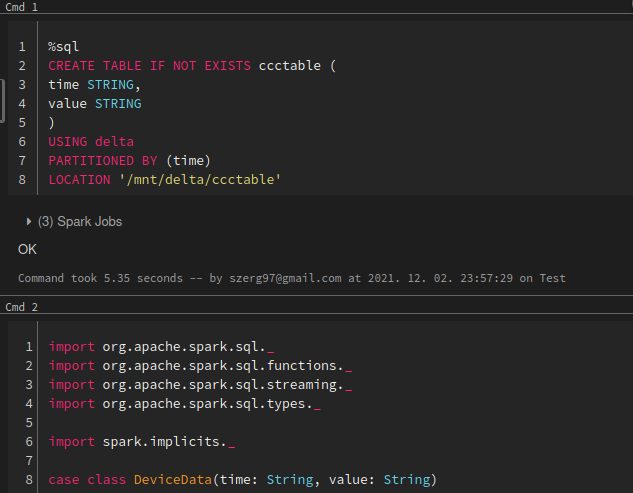 Cmd 1
1 %sql
2 CREATE TABLE IF NOT EXISTS ccctable (
3 time STRING,
4 value STRING
5 )
6 USING delta
7 PARTITIONED BY (time)
8 LOCATION '/mnt/delta/ccctable'
(3) Spark Jobs
OK
Command took 5.35 seconds -- by szerg97@gmail.com at 2021. 12. 02. 23:57:29 on Test
Cmd 2
1 import org.apache.spark.sql._
2 import org.apache.spark.sql.functions._
3 import org.apache.spark.sql.streaming._
4 import org.apache.spark.sql.types._
5
6 import spark.implicits._
7
8 case class DeviceData(time: String, value: String)